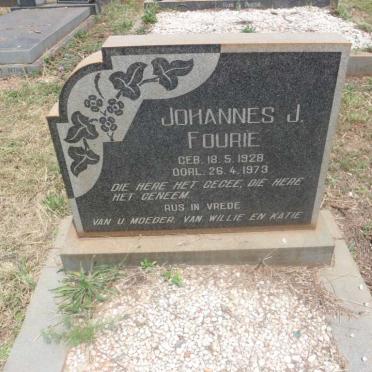 JOHANNES J.
FOURIE
GEB. 18.5.1928
OORL. 26.4.1973
DIE HERE HET GEGEE, DIE HERE
HET GENEEM.
RUS IN VREDE
VAN U MOEDER, VAN WILLIE EN KATIE